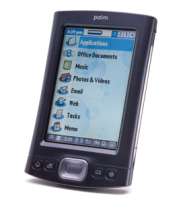 palm
Applications
Office Documents
Music
Photos & Videos
Email
Web
Tasks
Memo